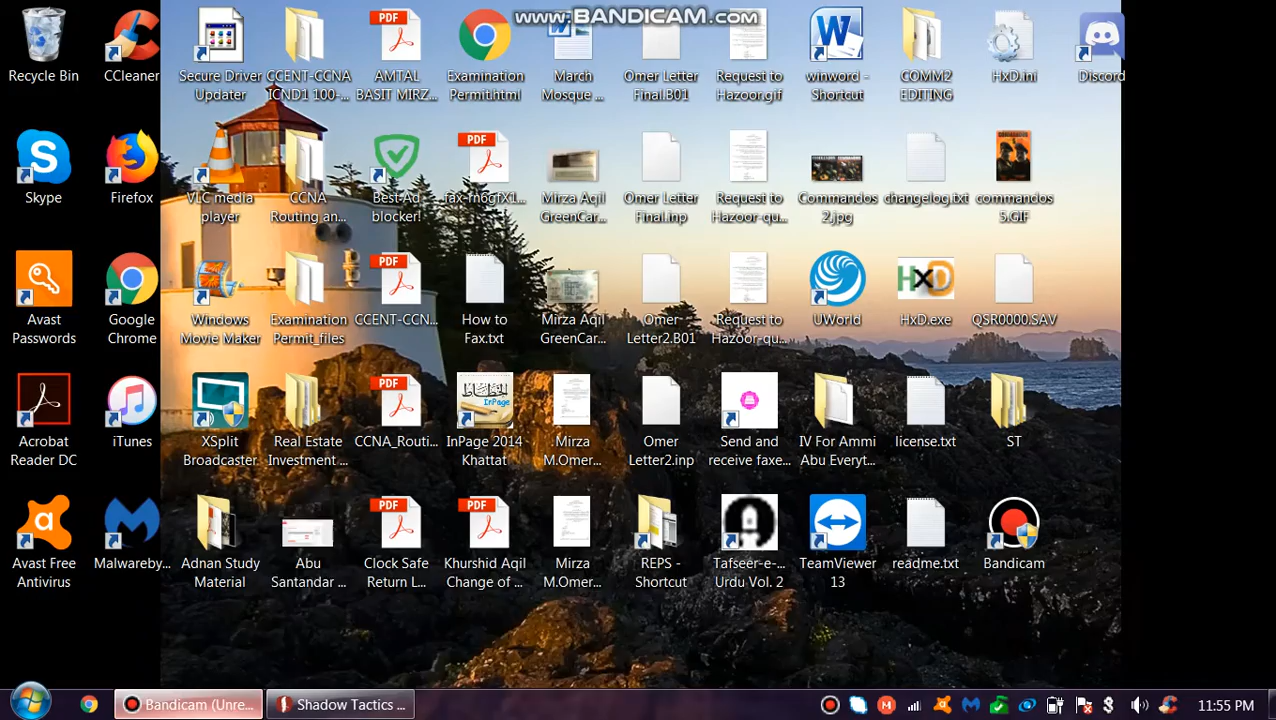 www.BANDICAM.com
Recycle Bin
CCleaner
Secure Driver
Updater
CCENT-CCNA
ICND1 100-...
AMTAL
BASIT MIRZ...
Examination
Permit.html
March
Mosque ...
Omer Letter
Final.B01
Request to
Hazoor.gif
winword -
Shortcut
COMM2
EDITING
HxD.ini
Discord
Skype
Firefox
VLC media
player
CCNA
Routing an...
Best Ad
blocker!
fax-m6gfX1...
Mirza Aqil
GreenCar...
Omer Letter
Final.inp
Request to
Hazoor-qu...
Commandos
2.jpg
changelog.txt
commandos
5.GIF
Avast
Passwords
Google
Chrome
Windows
Movie Maker
Examination
Permit_files
CCENT-CCN...
How to
Fax.txt
Mirza Aqil
GreenCar...
Omer
Letter2.B01
Request to
Hazoor-qu...
UWorld
HxD.exe
QSR0000.SAV
Acrobat
Reader DC
iTunes
XSplit
Broadcaster
Real Estate
Investment ...
CCNA_Routi...
InPage 2014
Khattat
Mirza
M.Omer...
Omer
Letter2.inp
Send and
receive faxe...
IV For Ammi
Abu Everyt...
license.txt
ST
Avast Free
Antivirus
Malwareby...
Adnan Study
Material
Abu
Santandar ...
Clock Safe
Return L...
Khurshid Aqil
Change of ...
Mirza
M.Omer...
REPS -
Shortcut
Tafseer-e-...
Urdu Vol. 2
TeamViewer
13
readme.txt
Bandicam
Bandicam (Unre...
Shadow Tactics ...
11:55 PM